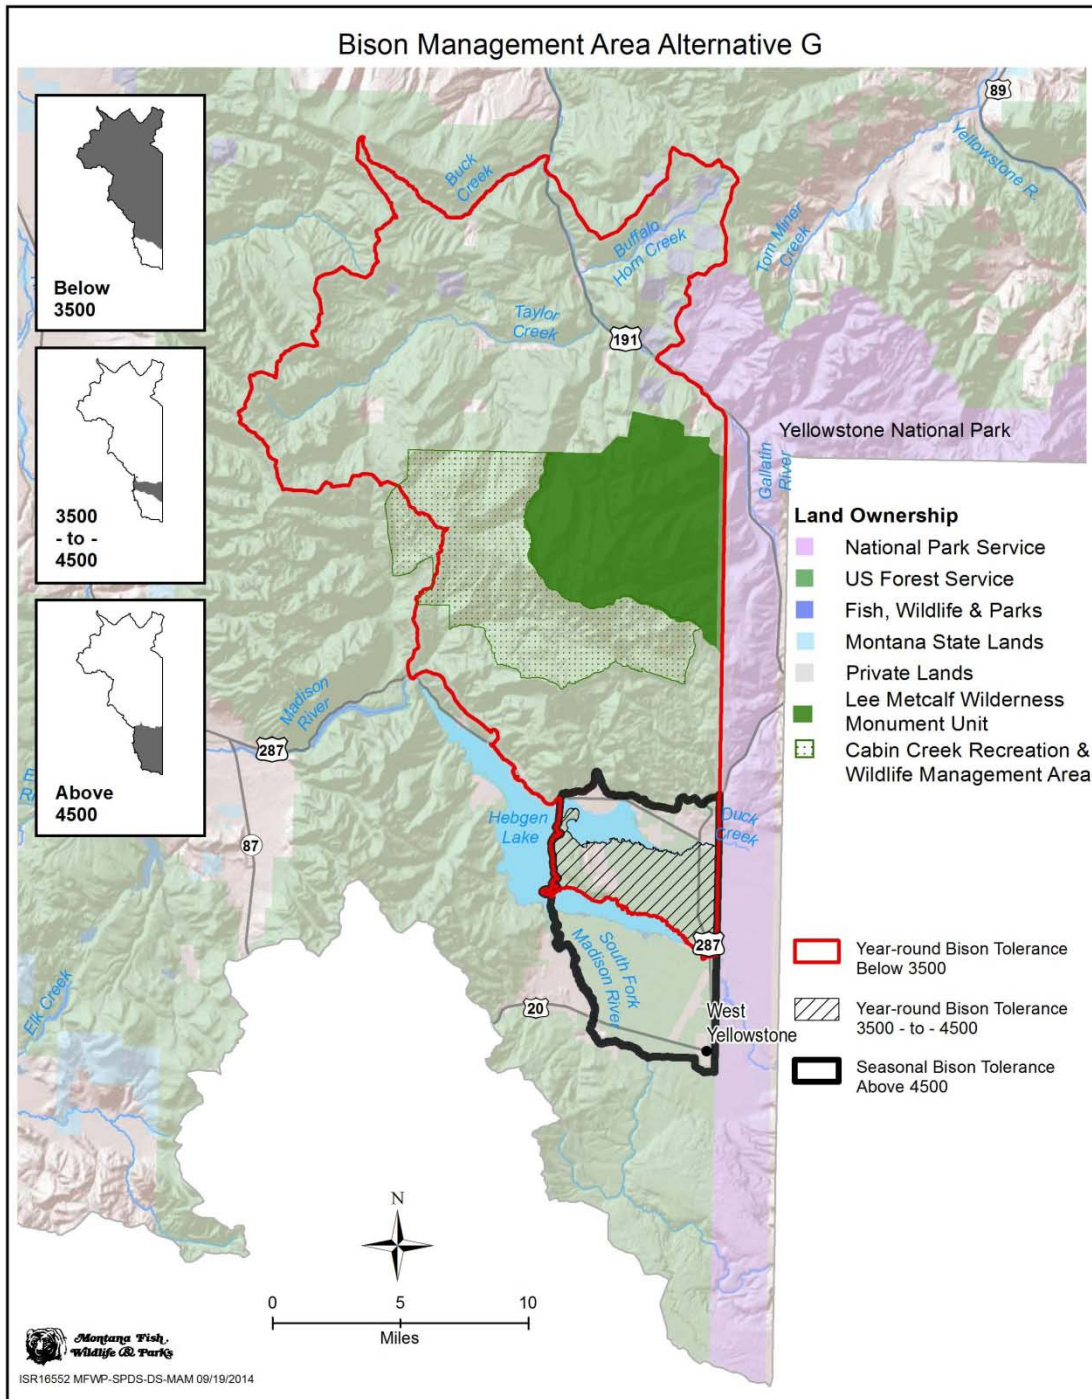 Bison Management Area Alternative G
89
Yellowstone R.
Buck
Creek
Buffalo
Horn Creek
Tom Miner
Creek
Below
3500
Taylor
Creek
191
3500
- to -
4500
Yellowstone National Park
Gallatin
River
Land Ownership
National Park Service
US Forest Service
Fish, Wildlife & Parks
Montana State Lands
Private Lands
Lee Metcalf Wilderness
Monument Unit
Cabin Creek Recreation &
Wildlife Management Area
Above
4500
Madison
River
287
Hebgen
Lake
Duck
Creek
87
287
South Fork
Madison River
Elk Creek
20
West
Yellowstone
Year-round Bison Tolerance
Below 3500
Year-round Bison Tolerance
3500 - to - 4500
Seasonal Bison Tolerance
Above 4500
N
0 5 10
Miles
Montana Fish,
Wildlife & Parks
ISR16552 MFWP-SPDS-DS-MAM 09/19/2014